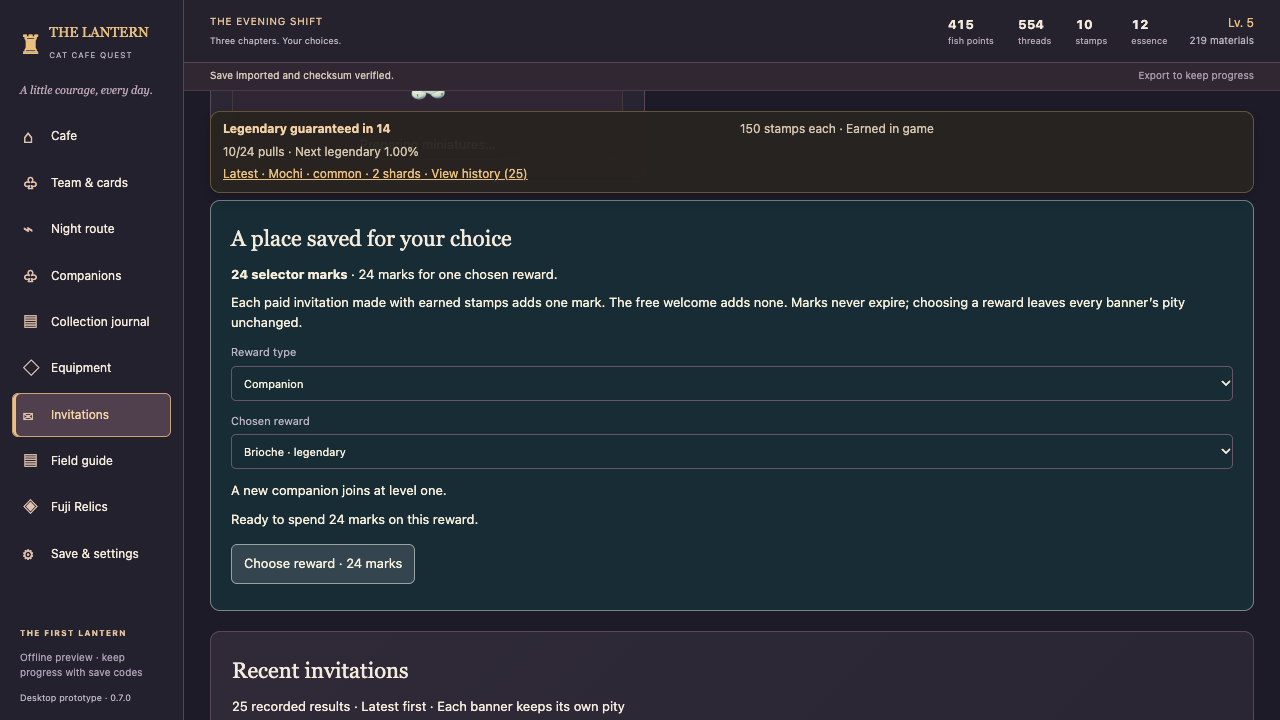 THE LANTERN
CAT CAFE QUEST
A little courage, every day.
Cafe
Team & cards
Night route
Companions
Collection journal
Equipment
Invitations
Field guide
Fuji Relics
Save & settings
THE FIRST LANTERN
Offline preview · keep
progress with save codes
Desktop prototype · 0.7.0
THE EVENING SHIFT
Three chapters. Your choices.
415
fish points
554
threads
10
stamps
12
essence
Lv. 5
219 materials
Save imported and checksum verified.
Export to keep progress
Legendary guaranteed in 14
150 stamps each · Earned in game
10/24 pulls · Next legendary 1.00%
miniatures...
Latest · Mochi · common · 2 shards · View history (25)
A place saved for your choice
24 selector marks · 24 marks for one chosen reward.
Each paid invitation made with earned stamps adds one mark. The free welcome adds none. Marks never expire; choosing a reward leaves every banner’s pity
unchanged.
Reward type
Companion
Chosen reward
Brioche · legendary
A new companion joins at level one.
Ready to spend 24 marks on this reward.
Choose reward · 24 marks
Recent invitations
25 recorded results · Latest first · Each banner keeps its own pity